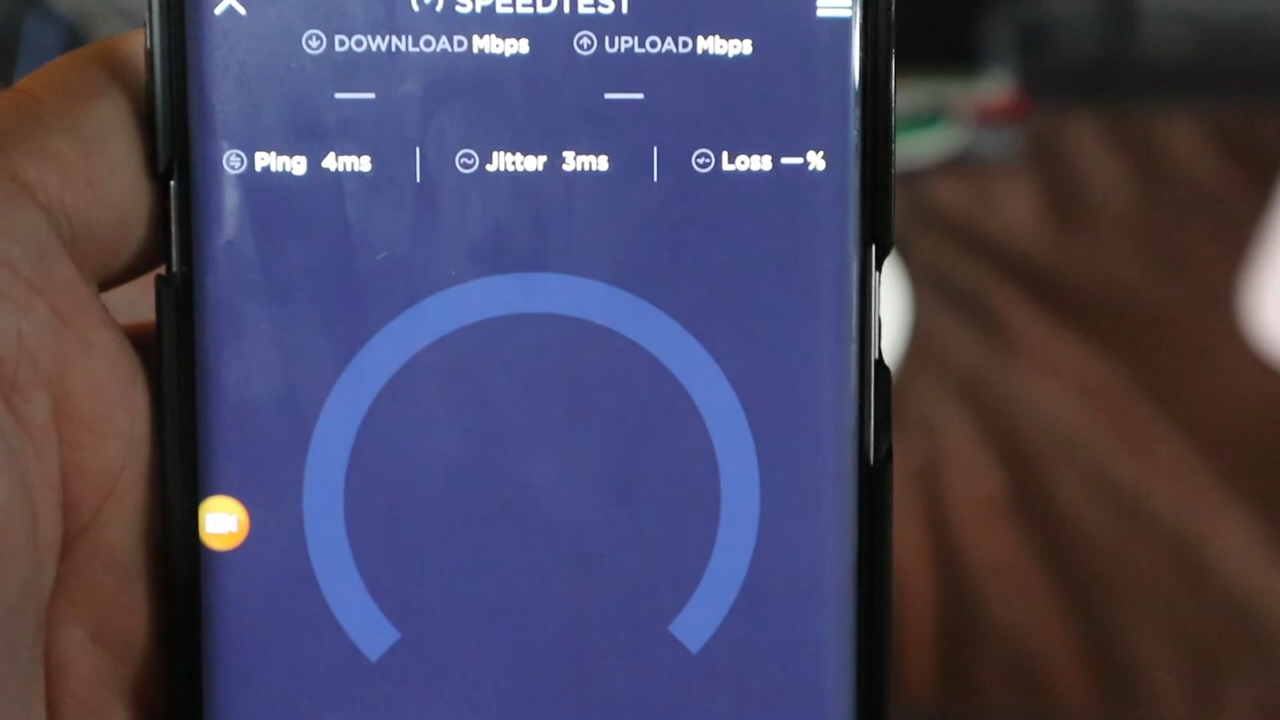 SPEEDTEST
DOWNLOAD Mbps UPLOAD Mbps
— —
Ping 4ms | Jitter 3ms | Loss —%